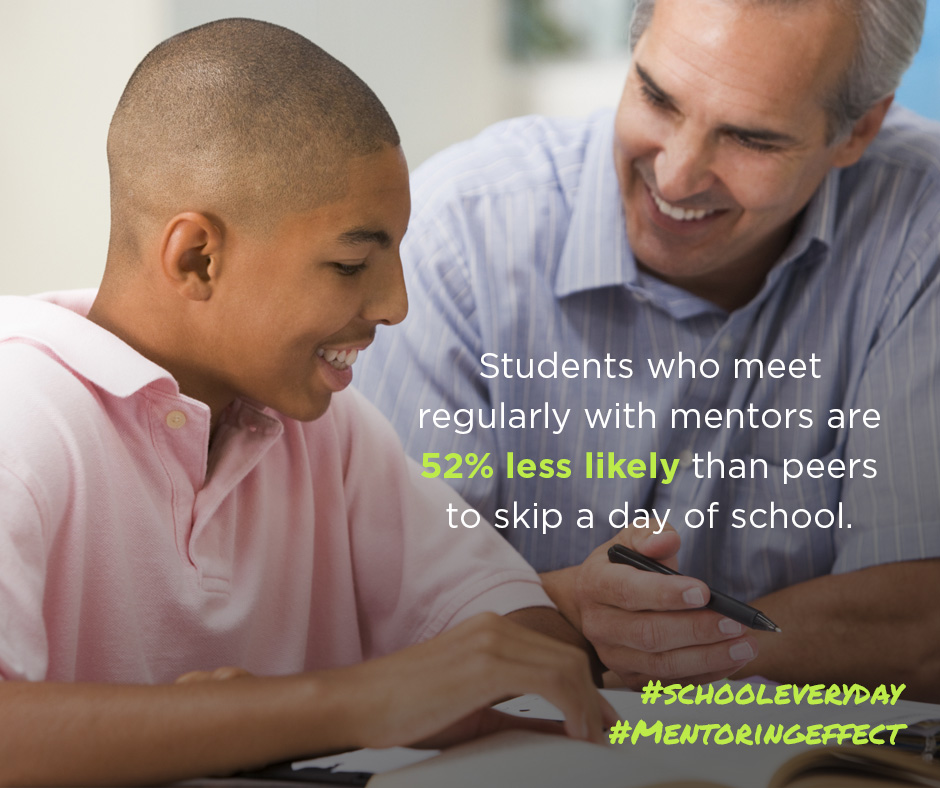 Students who meet
regularly with mentors are
52% less likely than peers
to skip a day of school.
#SCHOOLEVERYDAY
#MENTORINGEFFECT